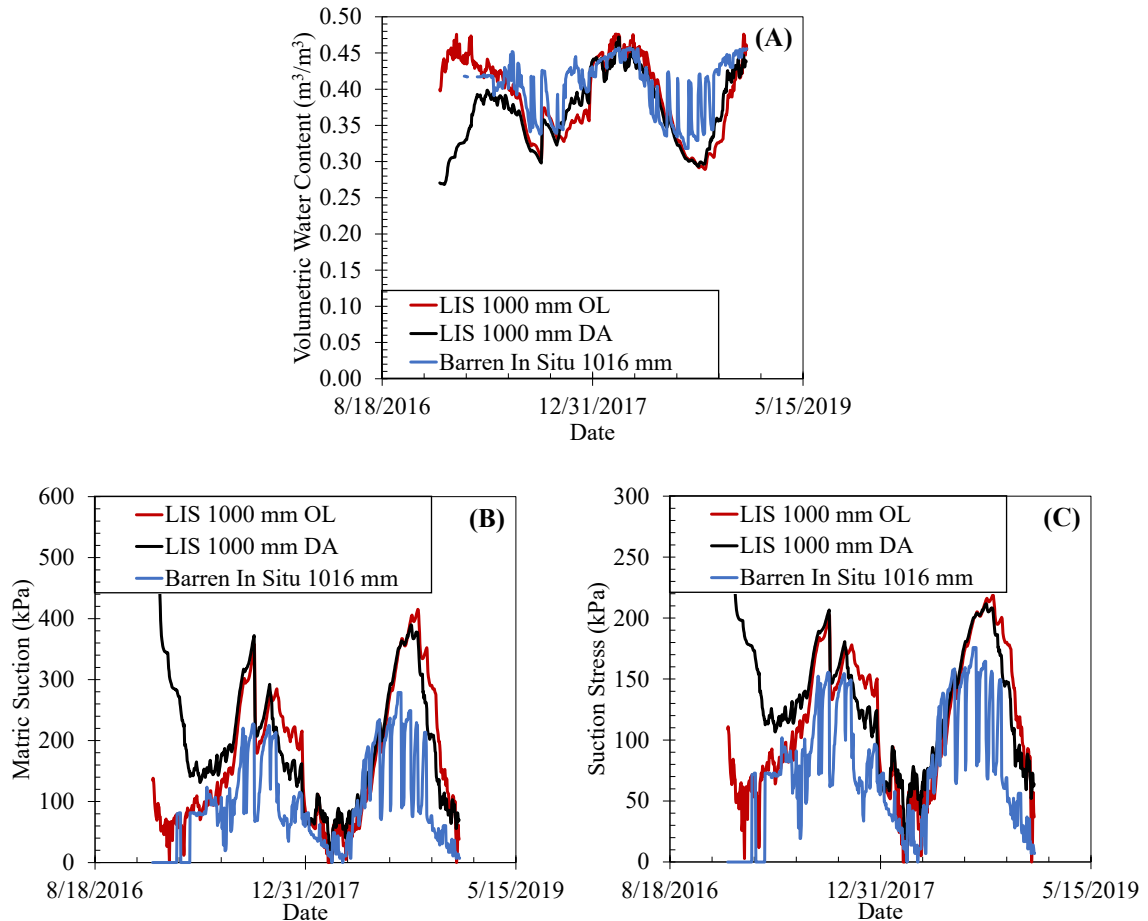 (A)
Volumetric Water Content (m³/m³)
0.50
0.45
0.40
0.35
0.30
0.25
0.20
0.15
0.10
0.05
0.00
LIS 1000 mm OL
LIS 1000 mm DA
Barren In Situ 1016 mm
8/18/2016
12/31/2017
5/15/2019
Date
(B)
Matric Suction (kPa)
600
500
400
300
200
100
0
LIS 1000 mm OL
LIS 1000 mm DA
Barren In Situ 1016 mm
8/18/2016
12/31/2017
5/15/2019
Date
(C)
Suction Stress (kPa)
300
250
200
150
100
50
0
LIS 1000 mm OL
LIS 1000 mm DA
Barren In Situ 1016 mm
8/18/2016
12/31/2017
5/15/2019
Date